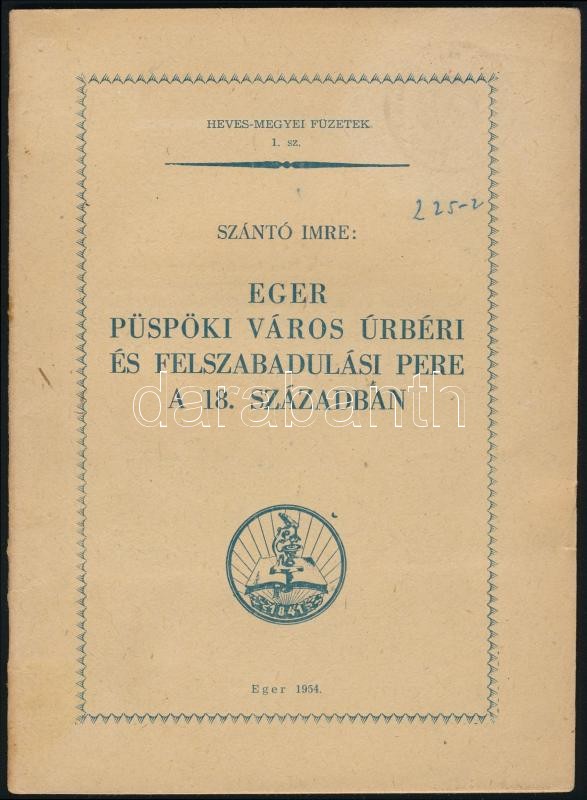 HEVES-MEGYEI FÜZETEK
1. sz.
225-2
SZÁNTÓ IMRE:
EGER
PÜSPÖKI VÁROS ÚRBÉRI
ÉS FELSZABADULÁSI PERE
A 18. SZÁZADBAN
darabanth
1841
Eger 1954.